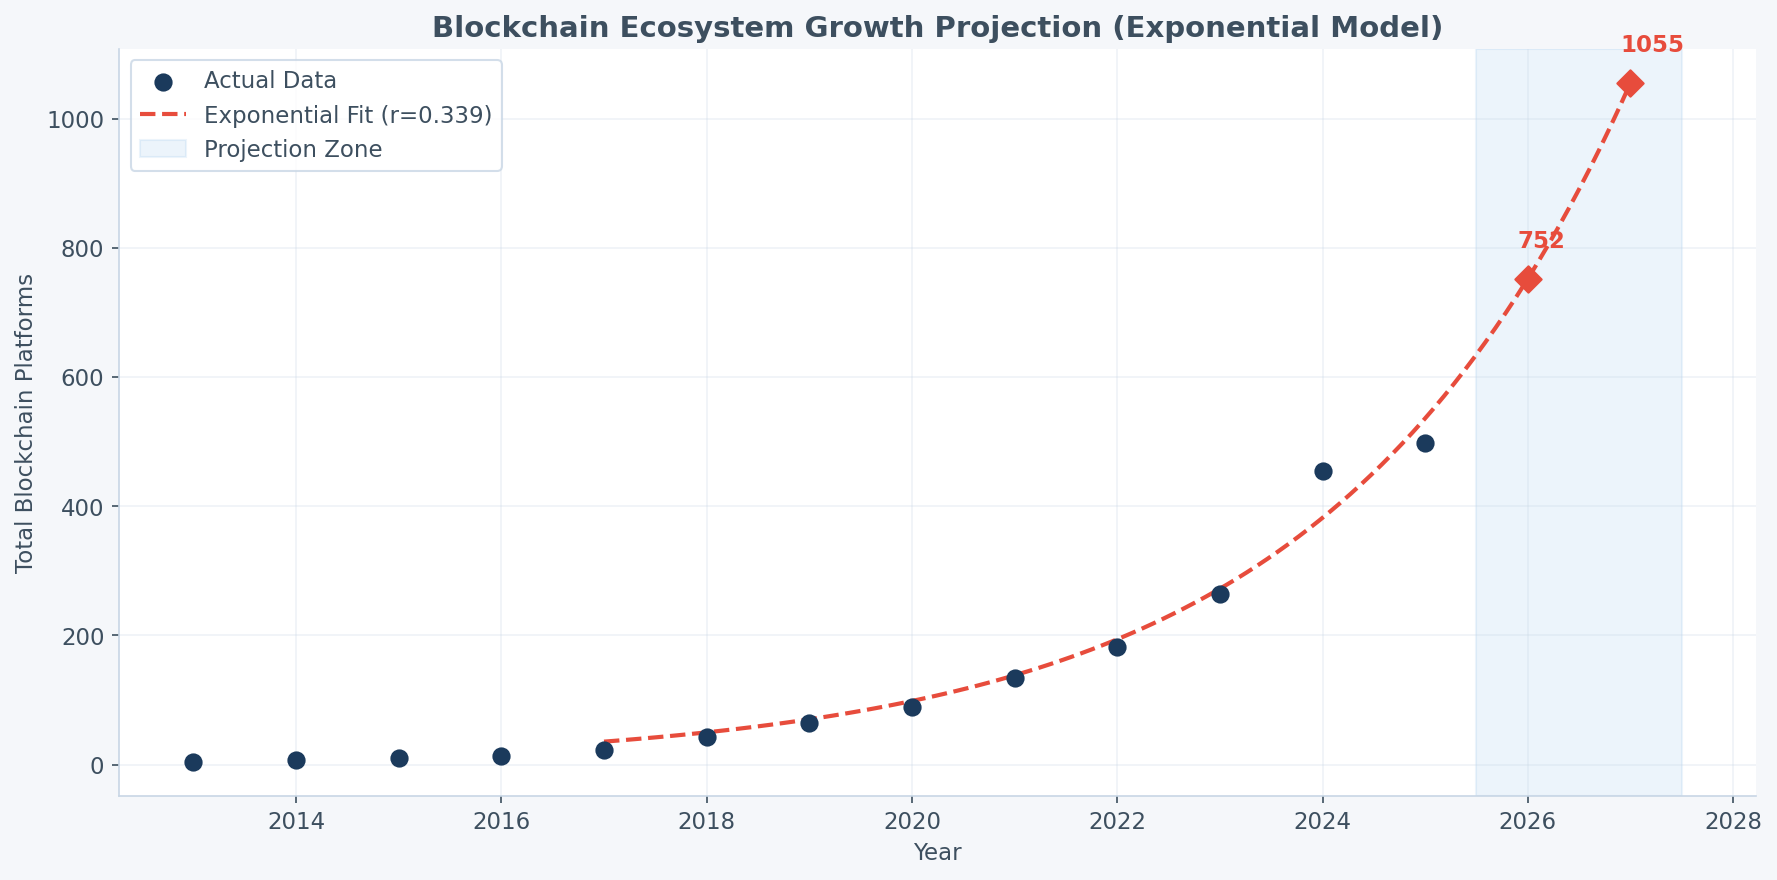 Blockchain Ecosystem Growth Projection (Exponential Model)
Actual Data
Exponential Fit (r=0.339)
Projection Zone
1055
752
Total Blockchain Platforms
1000
800
600
400
200
0
2014
2016
2018
2020
2022
2024
2026
2028
Year